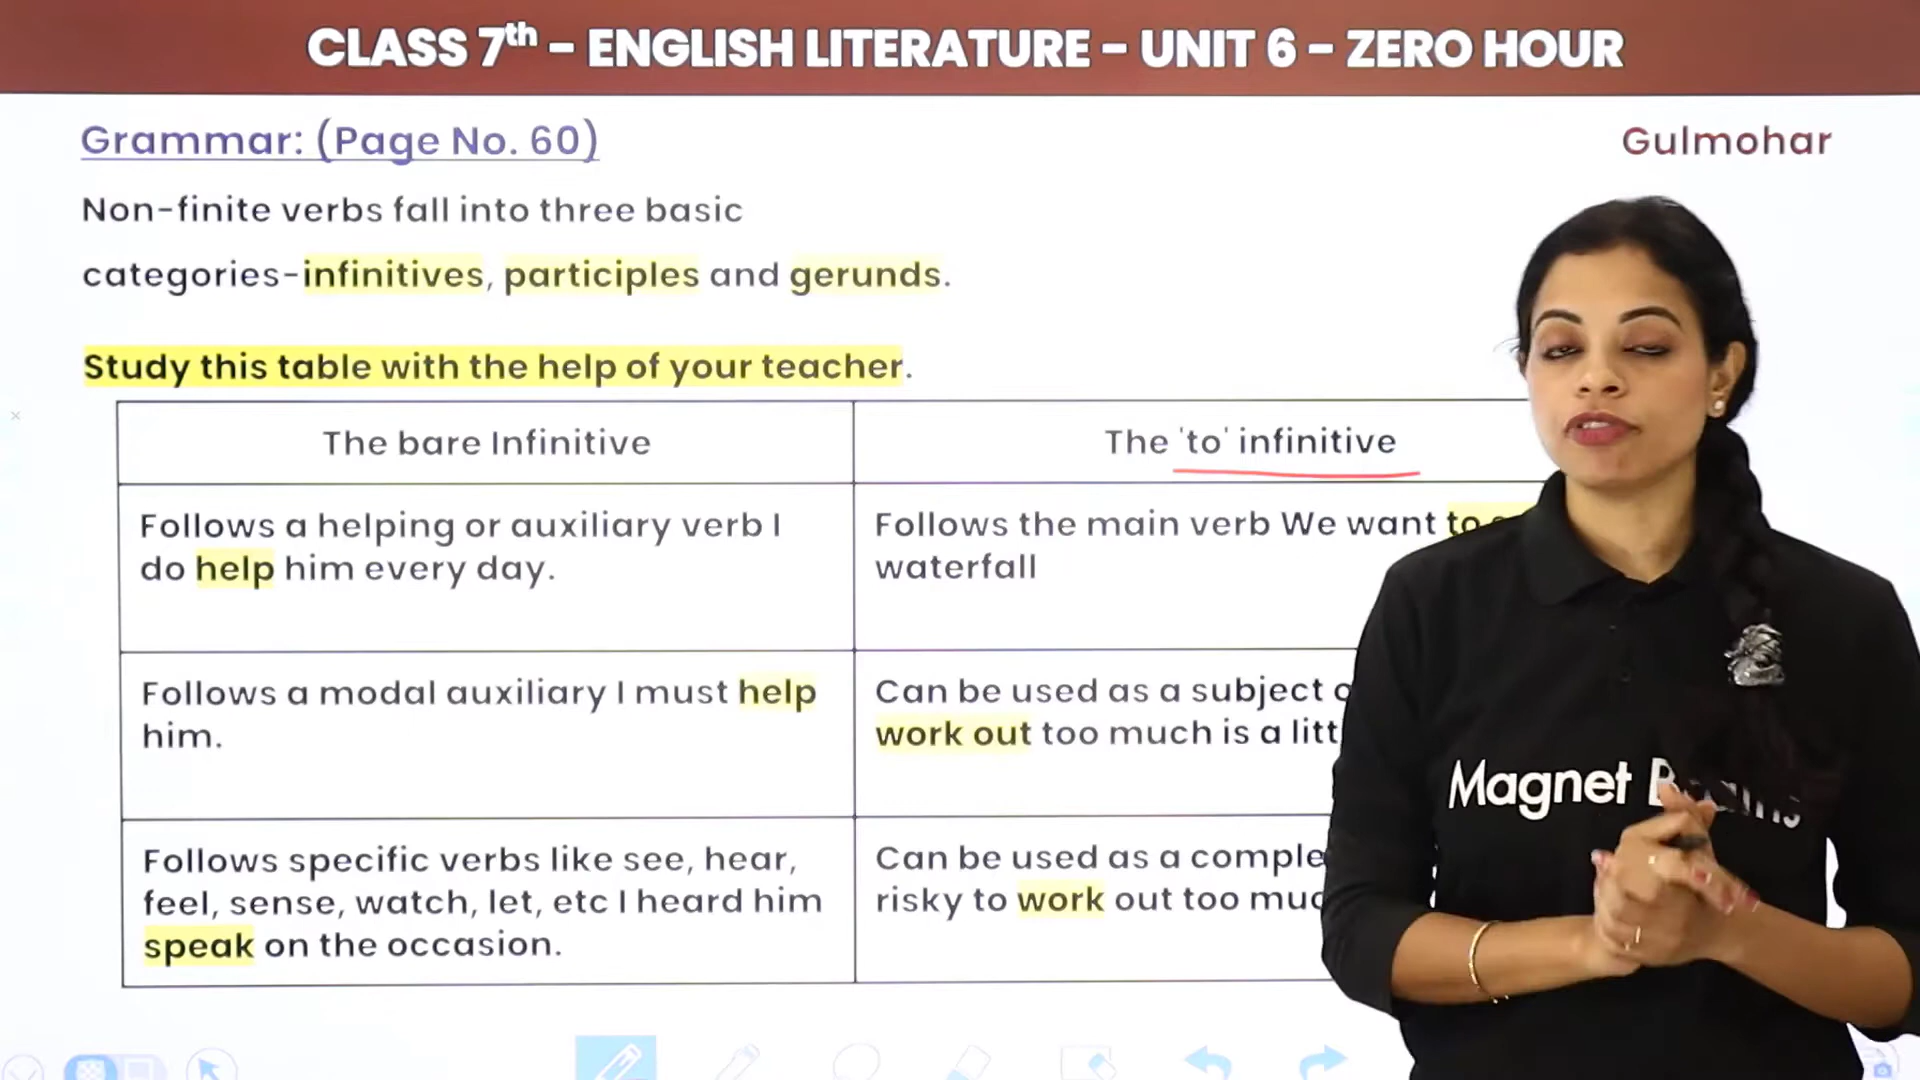 CLASS 7th – ENGLISH LITERATURE – UNIT 6 – ZERO HOUR
Grammar: (Page No. 60)
Gulmohar
Non-finite verbs fall into three basic
categories-infinitives, participles and gerunds.
Study this table with the help of your teacher.
The bare Infinitive
The 'to' infinitive
Follows a helping or auxiliary verb I
do help him every day.
Follows the main verb We want to
waterfall
Follows a modal auxiliary I must help
him.
Can be used as a subject
work out too much is a
Follows specific verbs like see, hear,
feel, sense, watch, let, etc I heard him
speak on the occasion.
Can be used as a
risky to work out too
Magnet